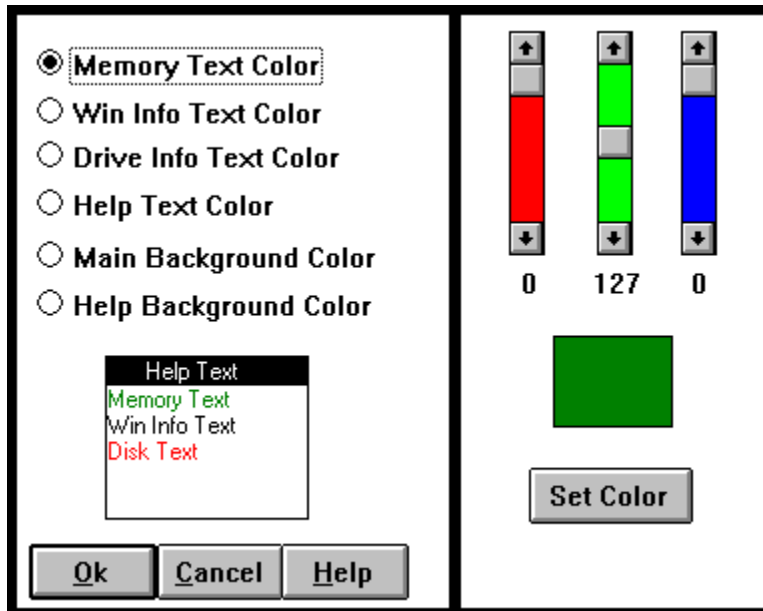 Memory Text Color
Win Info Text Color
Drive Info Text Color
Help Text Color
Main Background Color
Help Background Color
Help Text
Memory Text
Win Info Text
Disk Text
Ok Cancel Help
0 127 0
Set Color